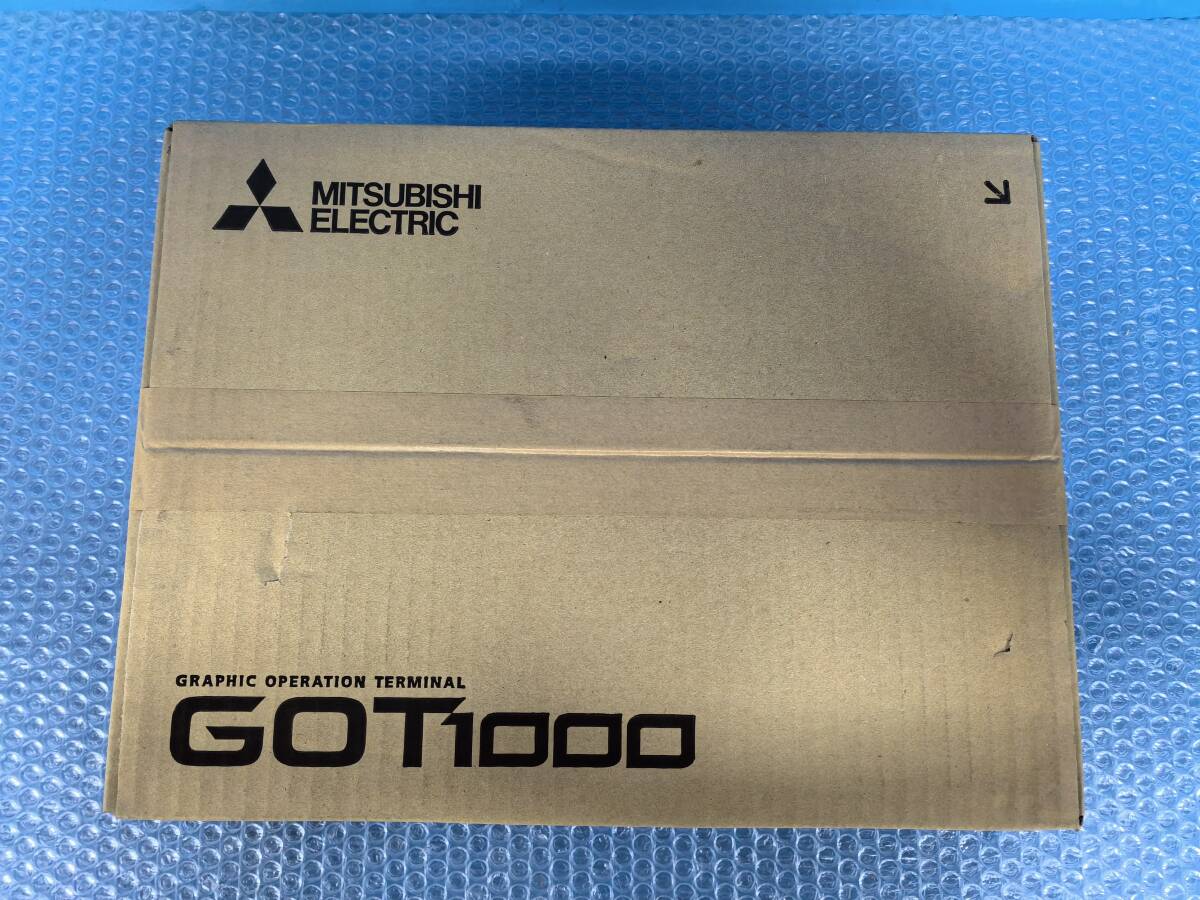 MITSUBISHI
ELECTRIC
GRAPHIC OPERATION TERMINAL
GOT1000